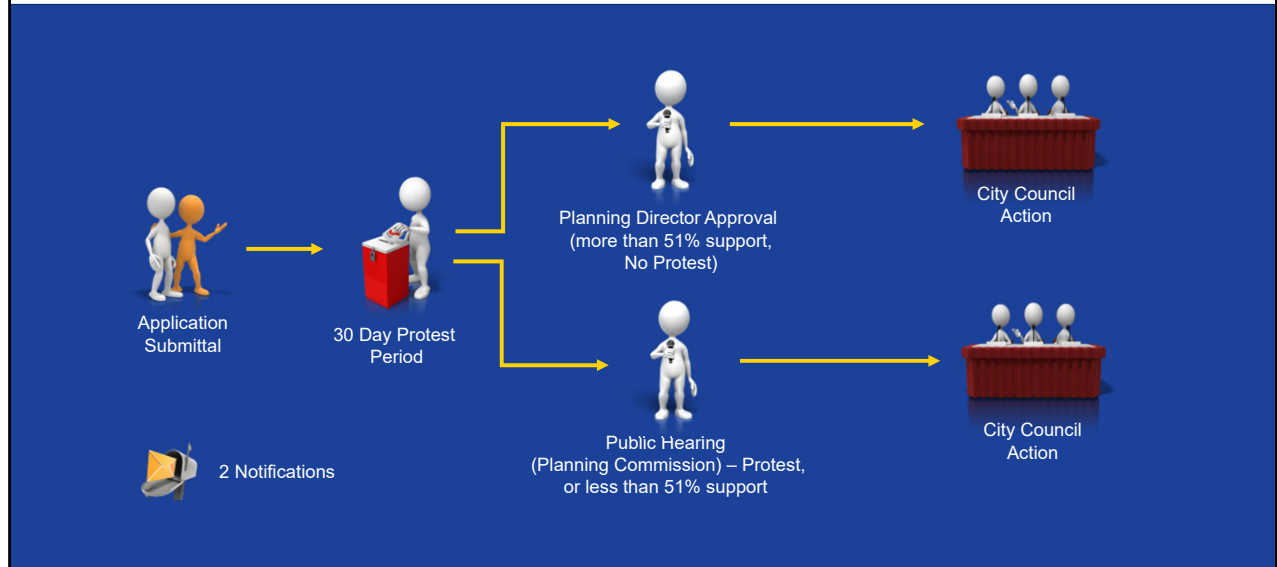 Application
Submittal
30 Day Protest
Period
Planning Director Approval
(more than 51% support,
No Protest)
City Council
Action
Public Hearing
(Planning Commission) – Protest,
or less than 51% support
City Council
Action
2 Notifications